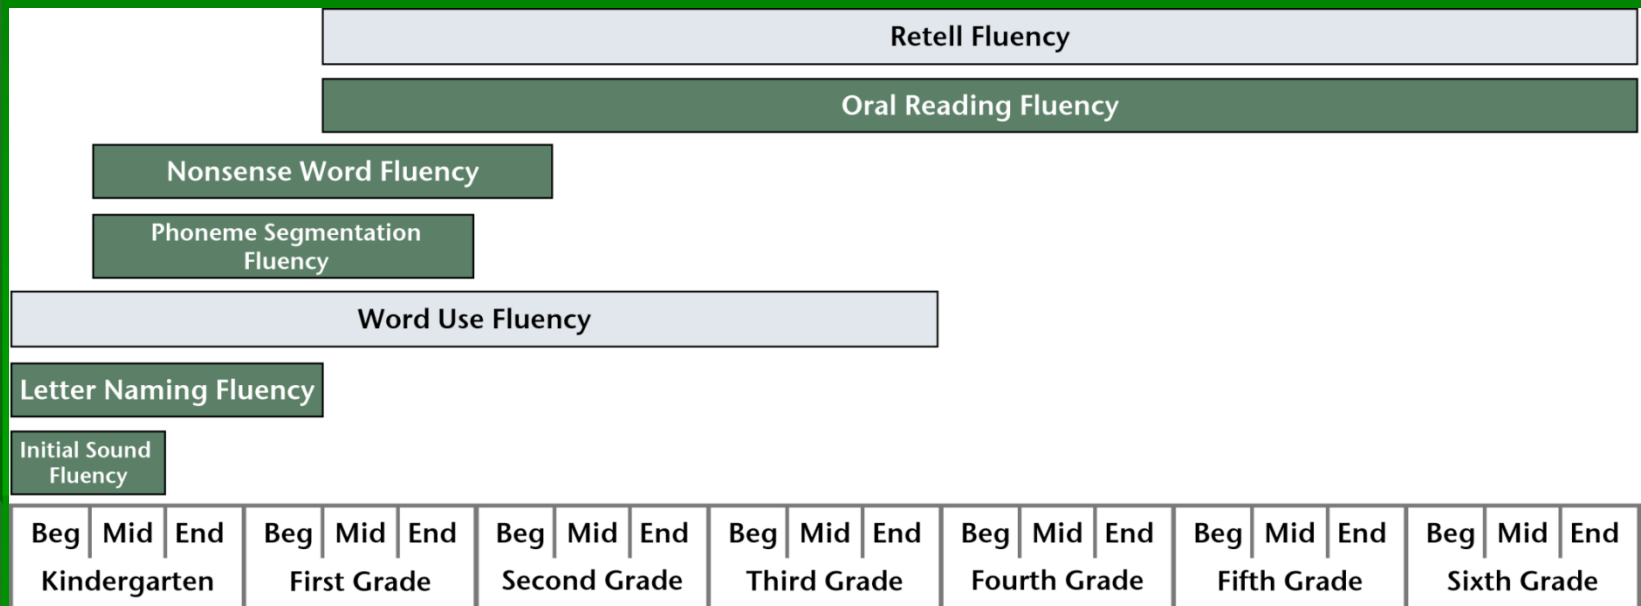 Retell Fluency
Oral Reading Fluency
Nonsense Word Fluency
Phoneme Segmentation
Fluency
Word Use Fluency
Letter Naming Fluency
Initial Sound
Fluency
Beg Mid End Beg Mid End Beg Mid End Beg Mid End Beg Mid End Beg Mid End Beg Mid End
Kindergarten First Grade Second Grade Third Grade Fourth Grade Fifth Grade Sixth Grade